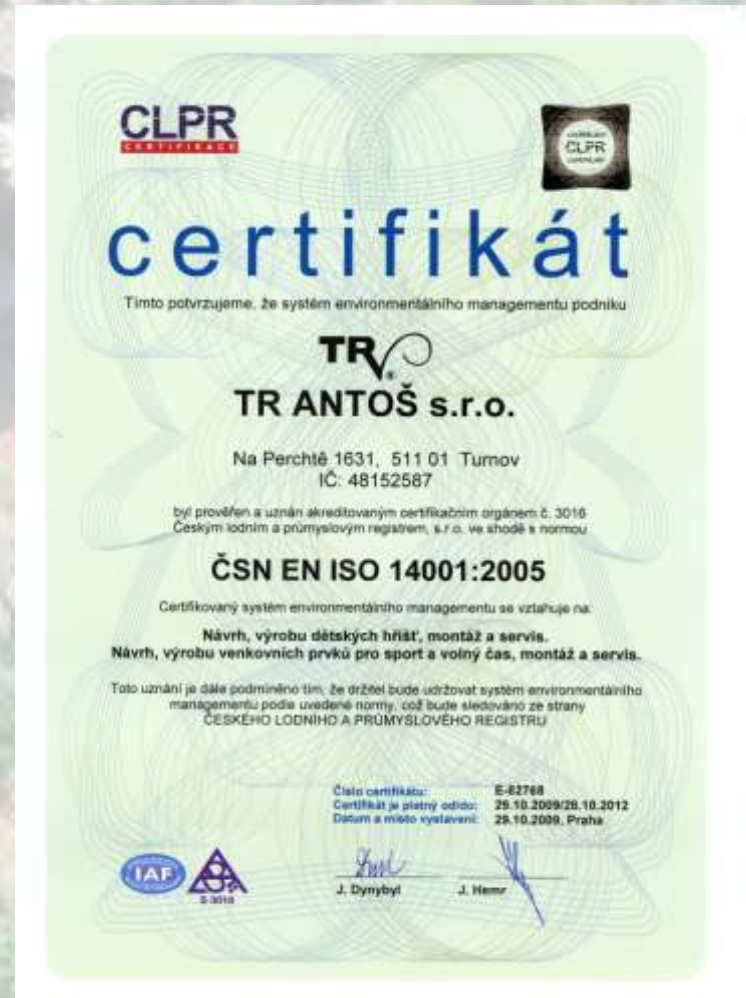 CLPR
CERTIFIKACE
CLPR
certifikát
Tímto potvrzujeme, že systém environmentálního managementu podniku
TR
®
TR ANTOŠ s.r.o.
Na Perchtě 1631, 511 01 Turnov
IČ: 48152587
byl prověřen a uznán akreditovaným certifikačním orgánem č. 3016
Českým lodním a průmyslovým registrem, s.r.o. ve shodě s normou
ČSN EN ISO 14001:2005
Certifikovaný systém environmentálního managementu se vztahuje na:
Návrh, výrobu dětských hřišť, montáž a servis.
Návrh, výrobu venkovních prvků pro sport a volný čas, montáž a servis.
Toto uznání je dále podmíněno tím, že držitel bude udržovat systém environmentálního
managementu podle uvedené normy, což bude sledováno ze strany
ČESKÉHO LODNÍHO A PRŮMYSLOVÉHO REGISTRU
Číslo certifikátu: E-82768
Certifikát je platný od/do: 29.10.2009/28.10.2012
Datum a místo vystavení: 29.10.2009, Praha
IAF
S 3016
J. Dynybyl J. Hemr